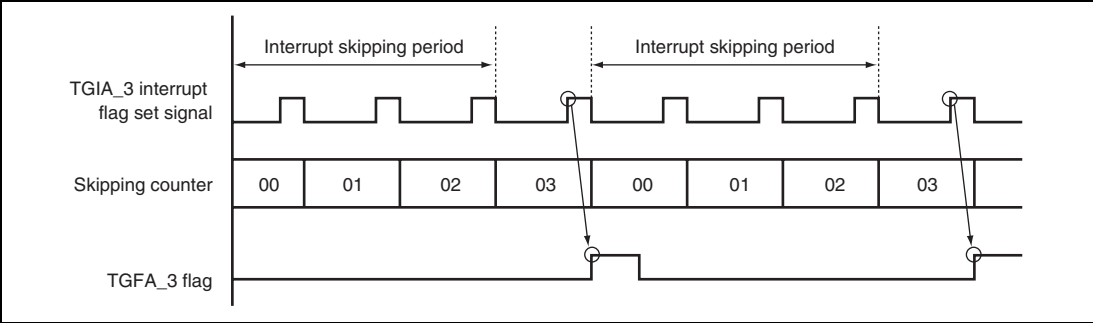 Interrupt skipping period
Interrupt skipping period
TGIA_3 interrupt
flag set signal
Skipping counter
00
01
02
03
00
01
02
03
TGFA_3 flag